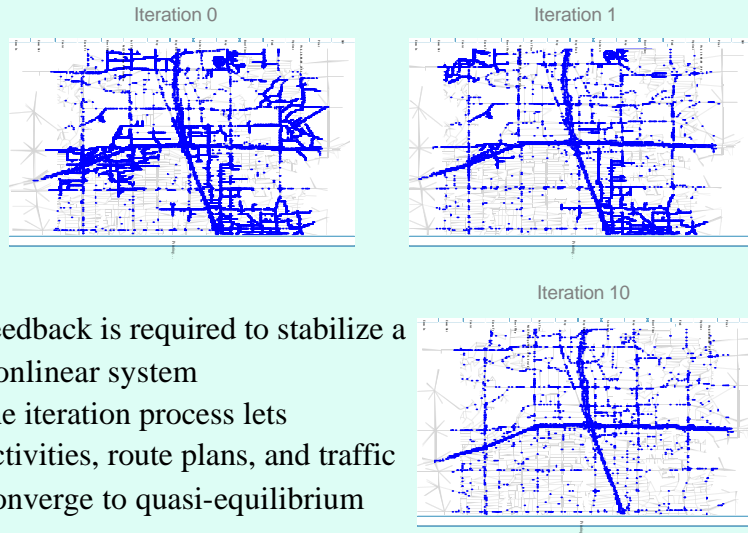 Iteration 0
Iteration 1
Iteration 10
eedback is required to stabilize a
onlinear system
e iteration process lets
ctivities, route plans, and traffic
onverge to quasi-equilibrium